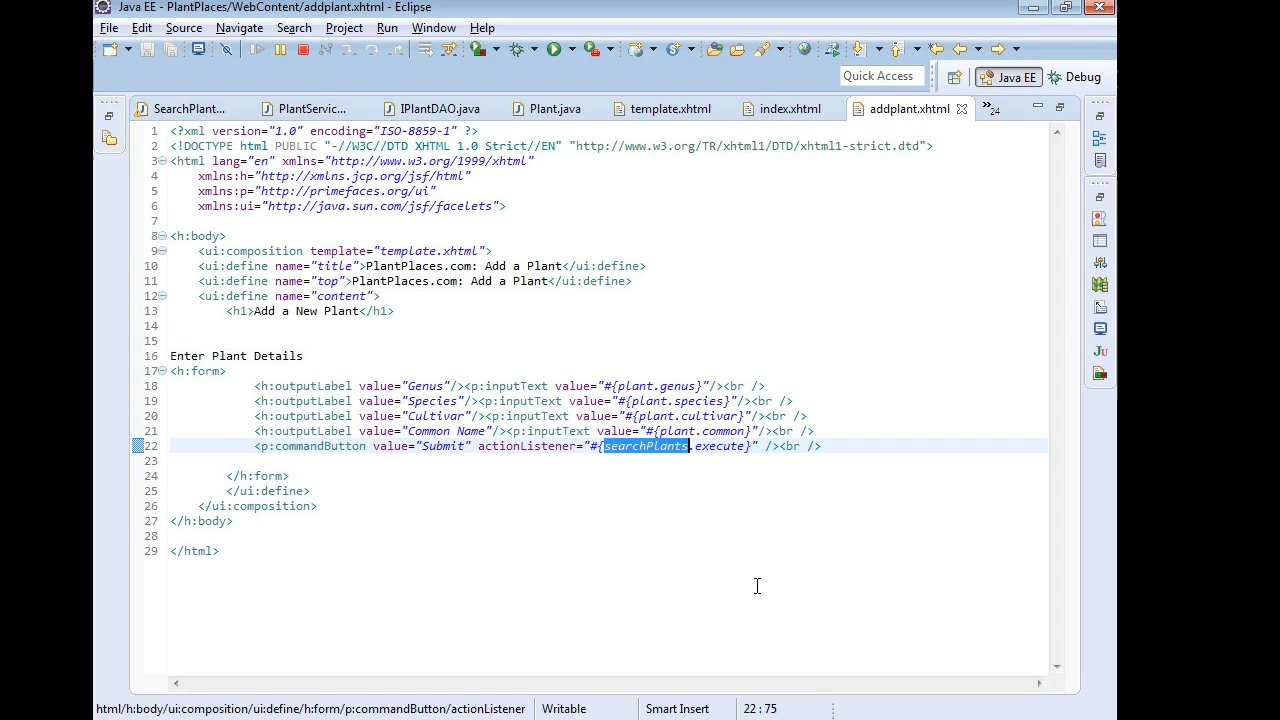 Java EE - PlantPlaces/WebContent/addplant.xhtml - Eclipse
File Edit Source Navigate Search Project Run Window Help
Quick Access Java EE Debug
SearchPlant... PlantServic... IPlantDAO.java Plant.java template.xhtml index.xhtml addplant.xhtml »24
1 <?xml version="1.0" encoding="ISO-8859-1" ?>
2 <!DOCTYPE html PUBLIC "-//W3C//DTD XHTML 1.0 Strict//EN" "http://www.w3.org/TR/xhtml1/DTD/xhtml1-strict.dtd">
3 <html lang="en" xmlns="http://www.w3.org/1999/xhtml"
4 xmlns:h="http://xmlns.jcp.org/jsf/html"
5 xmlns:p="http://primefaces.org/ui"
6 xmlns:ui="http://java.sun.com/jsf/facelets">
7
8 <h:body>
9 <ui:composition template="template.xhtml">
10 <ui:define name="title">PlantPlaces.com: Add a Plant</ui:define>
11 <ui:define name="top">PlantPlaces.com: Add a Plant</ui:define>
12 <ui:define name="content">
13 <h1>Add a New Plant</h1>
14
15
16 Enter Plant Details
17 <h:form>
18 <h:outputLabel value="Genus"/><p:inputText value="#{plant.genus}"/><br />
19 <h:outputLabel value="Species"/><p:inputText value="#{plant.species}"/><br />
20 <h:outputLabel value="Cultivar"/><p:inputText value="#{plant.cultivar}"/><br />
21 <h:outputLabel value="Common Name"/><p:inputText value="#{plant.common}"/><br />
22 <p:commandButton value="Submit" actionListener="#{searchPlants.execute}" /><br />
23
24 </h:form>
25 </ui:define>
26 </ui:composition>
27 </h:body>
28
29 </html>
html/h:body/ui:composition/ui:define/h:form/p:commandButton/actionListener Writable Smart Insert 22 : 75